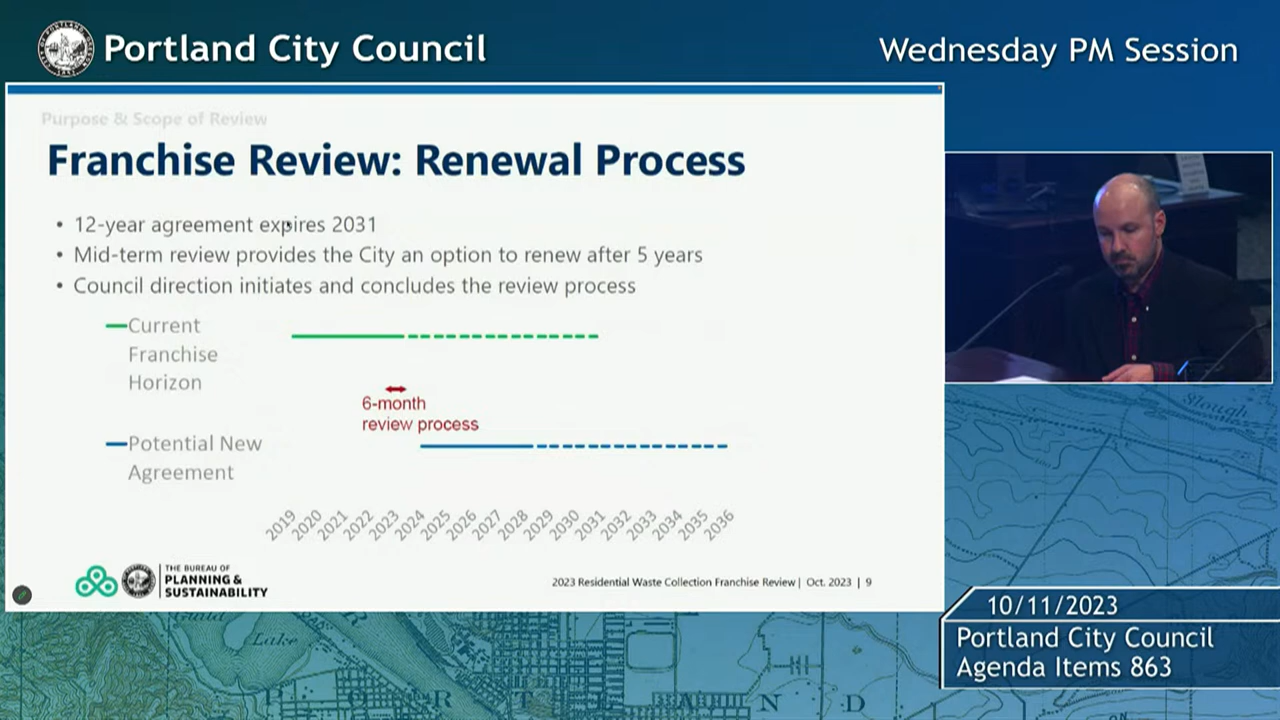 Portland City Council
Wednesday PM Session
Purpose & Scope of Review
Franchise Review: Renewal Process
• 12-year agreement expires 2031
• Mid-term review provides the City an option to renew after 5 years
• Council direction initiates and concludes the review process
Current
Franchise
Horizon
6-month
review process
Potential New
Agreement
2019 2020 2021 2022 2023 2024 2025 2026 2027 2028 2029 2030 2031 2032 2033 2034 2035 2036
THE BUREAU OF
PLANNING &
SUSTAINABILITY
2023 Residential Waste Collection Franchise Review | Oct. 2023 | 9
Slough
10/11/2023
Portland City Council
Agenda Items 863
Guild
Lake
R T L A N D